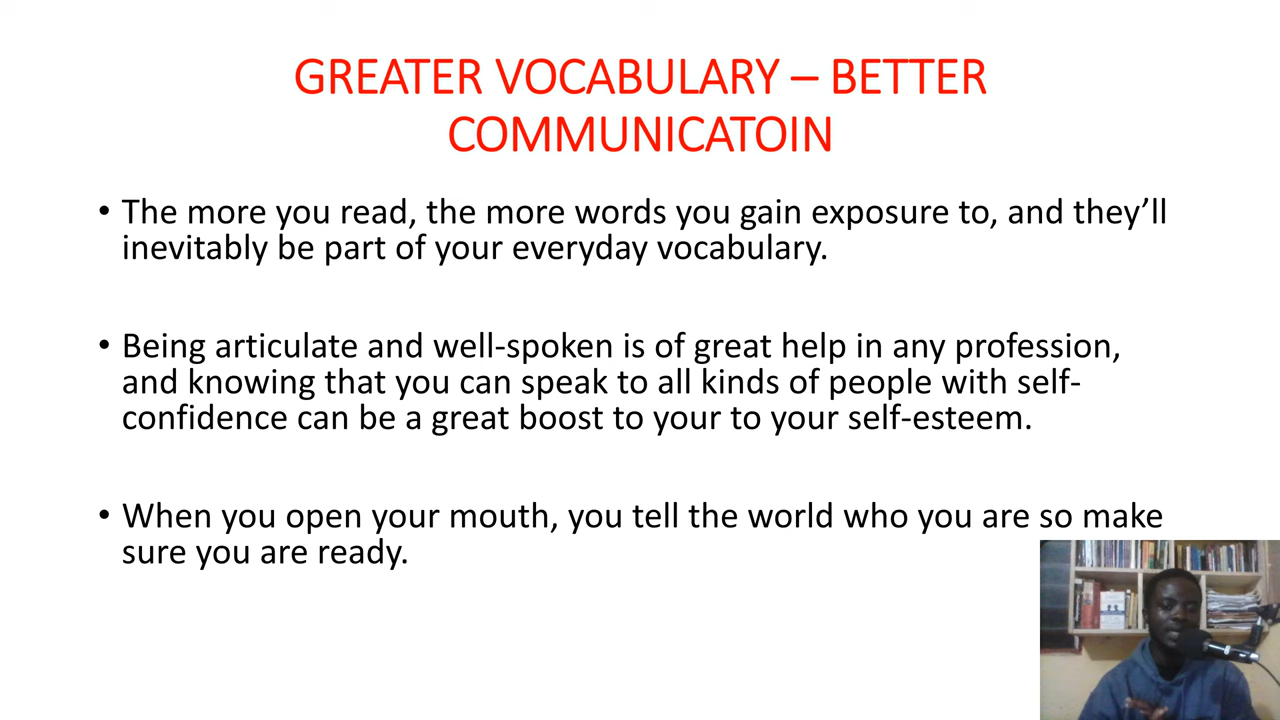 GREATER VOCABULARY – BETTER
COMMUNICATOIN
• The more you read, the more words you gain exposure to, and they’ll
inevitably be part of your everyday vocabulary.
• Being articulate and well-spoken is of great help in any profession,
and knowing that you can speak to all kinds of people with self-
confidence can be a great boost to your to your self-esteem.
• When you open your mouth, you tell the world who you are so make
sure you are ready.